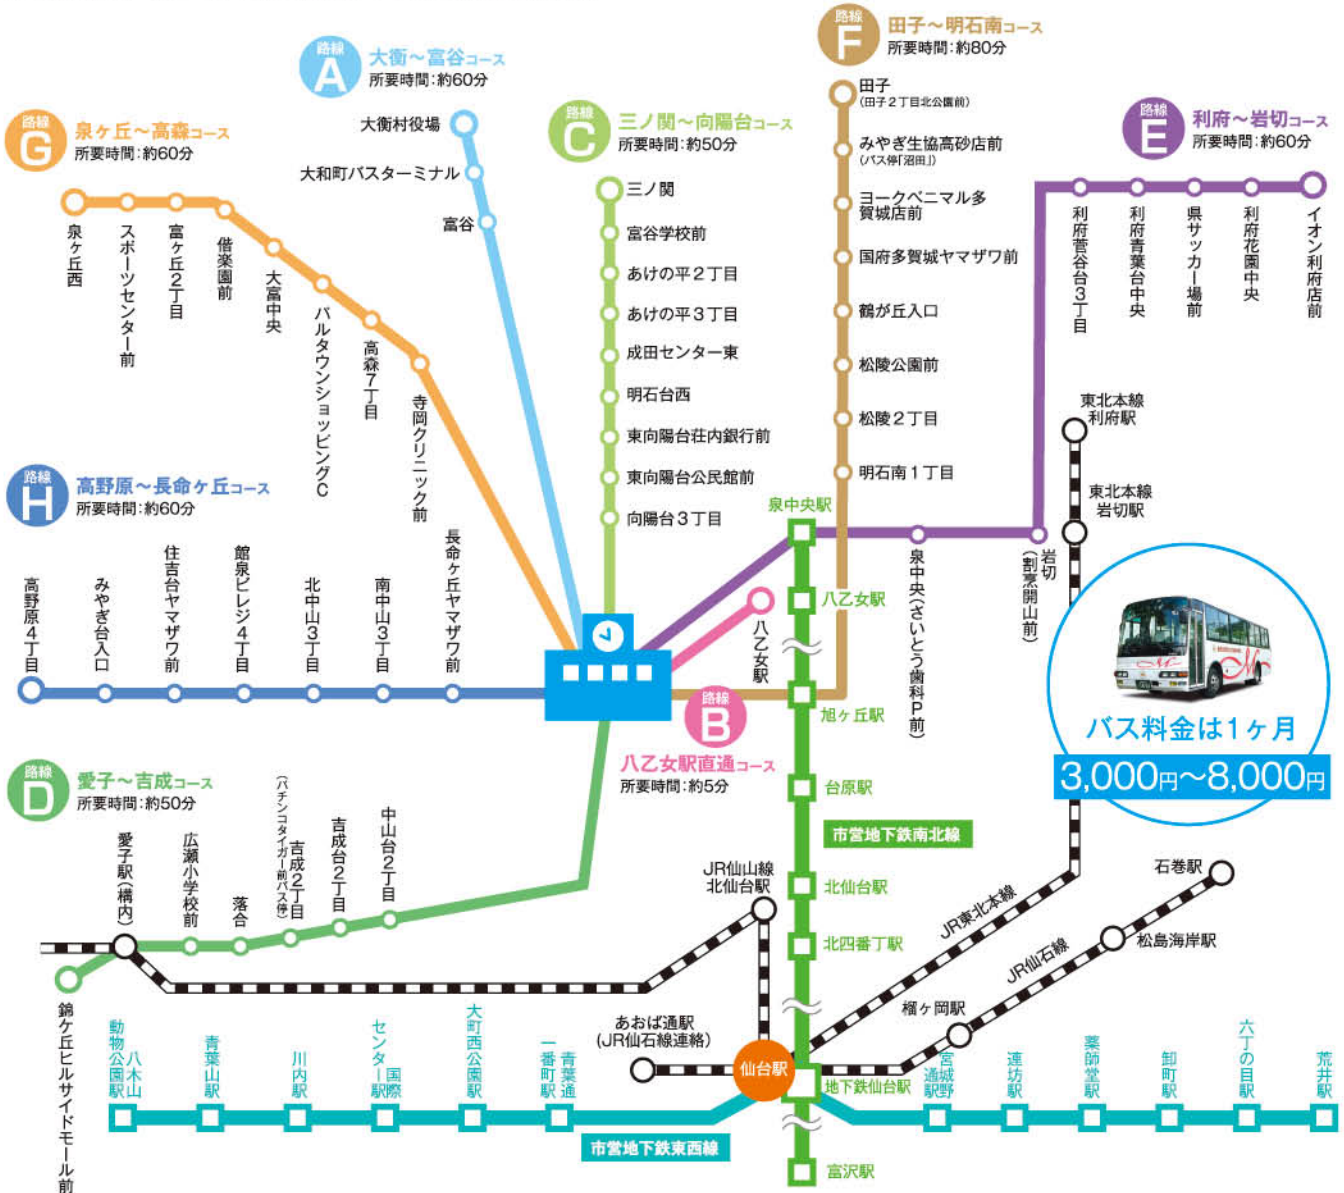 路線
A
大衡～富谷コース
所要時間：約60分
大衡村役場
大和町バスターミナル
富谷
路線
G
泉ヶ丘～高森コース
所要時間：約60分
泉ヶ丘西
スポーツセンター前
富ヶ丘2丁目
偕楽園前
大富中央
パルタウンショッピングC
高森7丁目
寺岡クリニック前
路線
C
三ノ関～向陽台コース
所要時間：約50分
三ノ関
富谷学校前
あけの平2丁目
あけの平3丁目
成田センター東
明石台西
東向陽台荘内銀行前
東向陽台公民館前
向陽台3丁目
路線
F
田子～明石南コース
所要時間：約80分
田子
（田子2丁目北公園前）
みやぎ生協高砂店前
（バス停「沼田」）
ヨークベニマル多
賀城店前
国府多賀城ヤマザワ前
鶴が丘入口
松陵公園前
松陵2丁目
明石南1丁目
路線
E
利府～岩切コース
所要時間：約60分
利府菅谷台3丁目
利府青葉台中央
県サッカー場前
利府花園中央
イオン利府店前
岩切
（割烹開山前）
泉中央（さいとう歯科P前）
路線
H
高野原～長命ヶ丘コース
所要時間：約60分
高野原4丁目
みやぎ台入口
住吉台ヤマザワ前
館泉ビレジ4丁目
北中山3丁目
南中山3丁目
長命ヶ丘ヤマザワ前
路線
B
八乙女駅直通コース
所要時間：約5分
八乙女駅
路線
D
愛子～吉成コース
所要時間：約50分
錦ケ丘ヒルサイドモール前
愛子駅（構内）
広瀬小学校前
落合
吉成2丁目
（パチンコタイガー前バス停）
吉成台2丁目
中山台2丁目
泉中央駅
八乙女駅
旭ヶ丘駅
台原駅
市営地下鉄南北線
北仙台駅
北四番丁駅
地下鉄仙台駅
富沢駅
東北本線
利府駅
東北本線
岩切駅
バス料金は1ヶ月
3,000円～8,000円
JR仙山線
北仙台駅
JR東北本線
JR仙石線
石巻駅
松島海岸駅
榴ヶ岡駅
あおば通駅
(JR仙石線連絡)
仙台駅
八木山
動物公園駅
青葉山駅
川内駅
国際
センター駅
大町西公園駅
青葉通
一番町駅
市営地下鉄東西線
宮城野
通駅
連坊駅
薬師堂駅
卸町駅
六丁の目駅
荒井駅